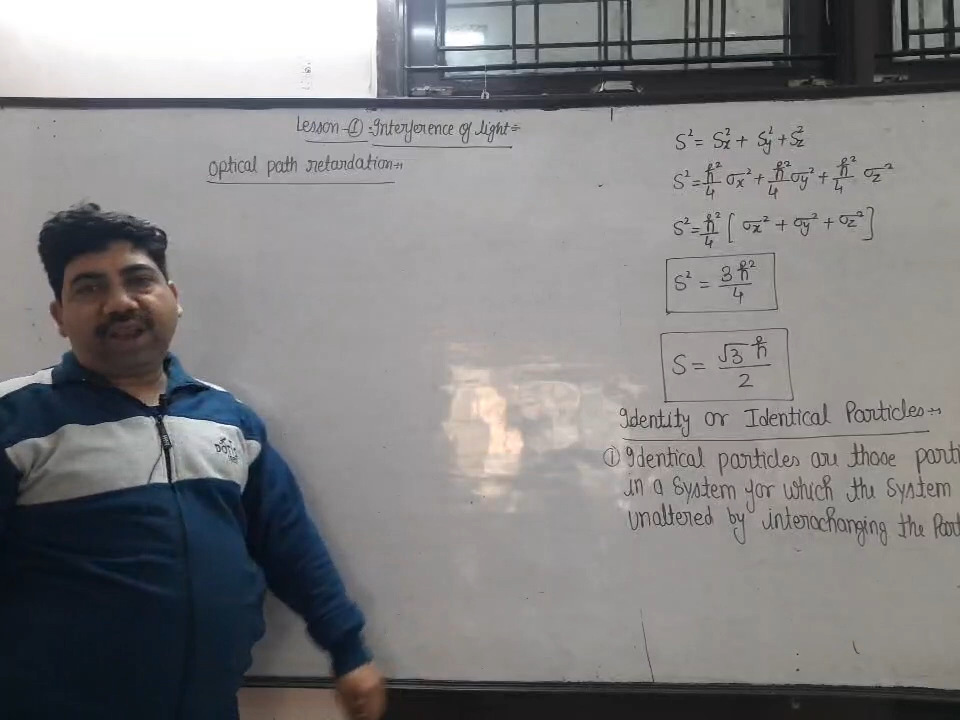 Lesson-① :- Interference of light:-
Optical path retardation:-
S² = Sx² + Sy² + Sz²
S² = ħ²/4 σx² + ħ²/4 σy² + ħ²/4 σz²
S² = ħ²/4 [ σx² + σy² + σz² ]
S² = 3ħ²/4
S = √3 ħ/2
Identity or Identical Particles:-
① Identical particles are those parti
in a System for which the System
unaltered by interachanging the Part